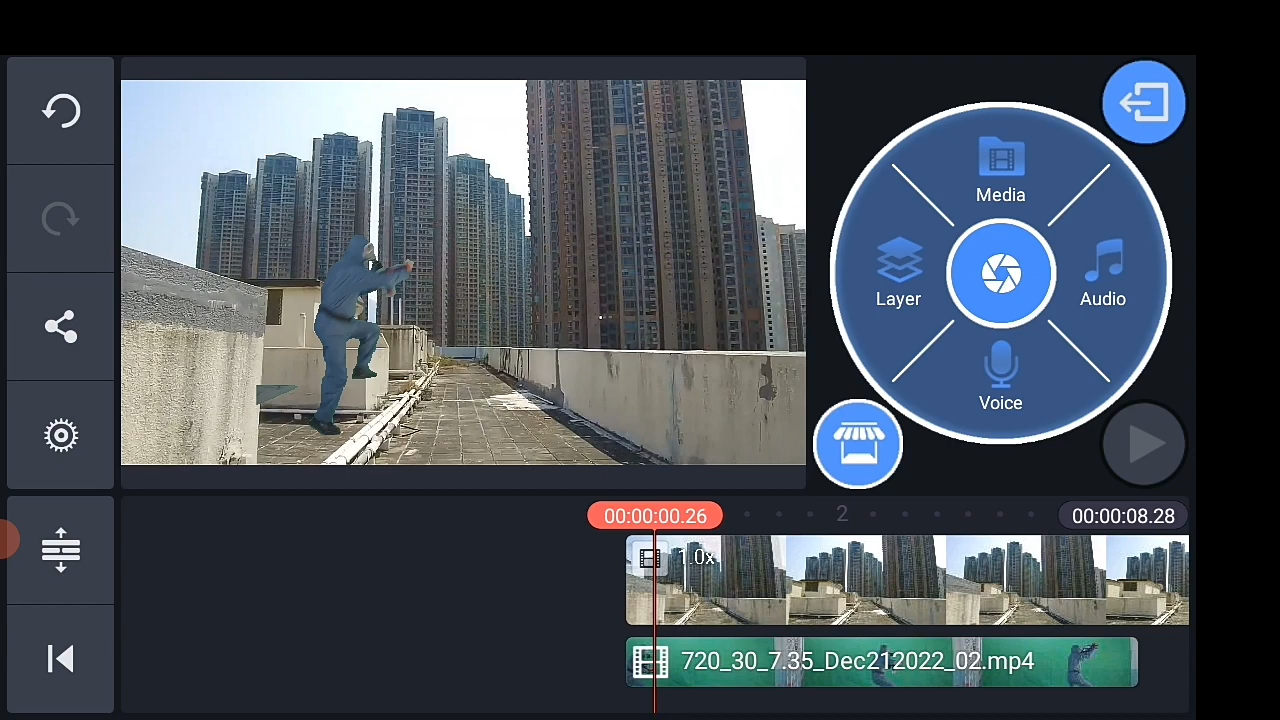 Media
Layer
Audio
Voice
00:00:00.26
2
00:00:08.28
1.0x
720_30_7.35_Dec212022_02.mp4